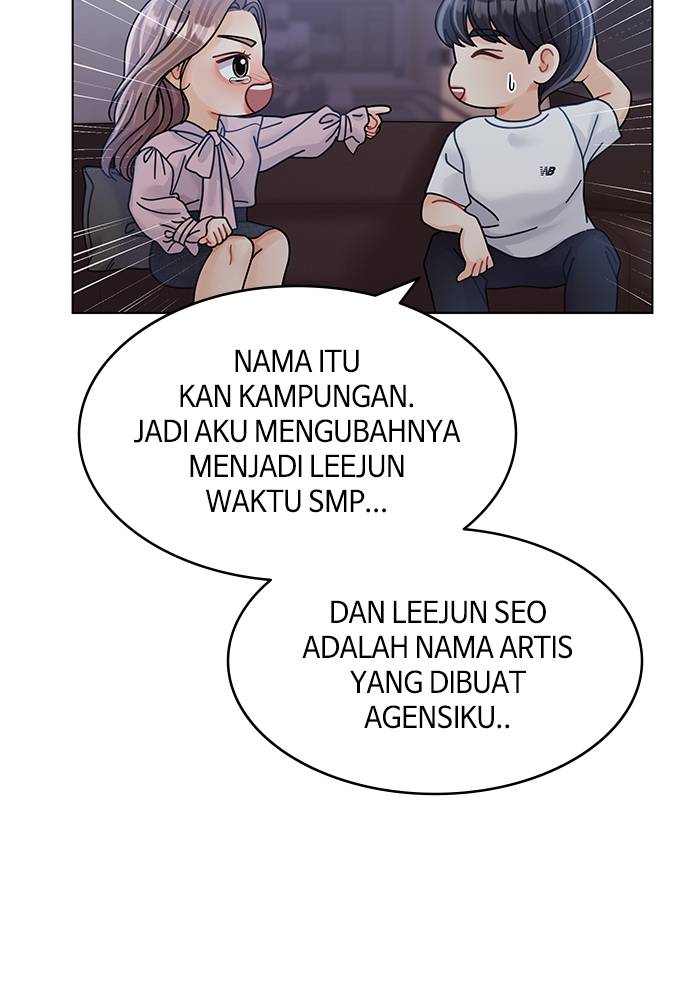 NB
NAMA ITU
KAN KAMPUNGAN.
JADI AKU MENGUBAHNYA
MENJADI LEEJUN
WAKTU SMP...
DAN LEEJUN SEO
ADALAH NAMA ARTIS
YANG DIBUAT
AGENSIKU..